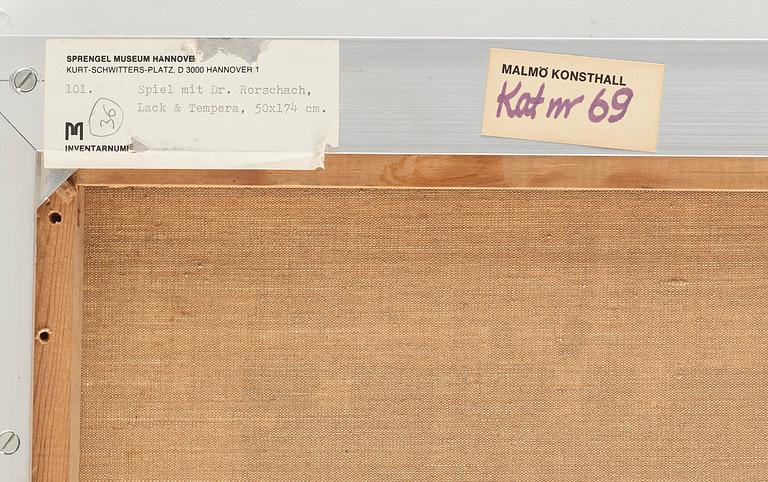 SPRENGEL MUSEUM HANNOVE
KURT-SCHWITTERS-PLATZ, D 3000 HANNOVER 1
101. Spiel mit Dr. Rorschach,
Lack & Tempera, 50x174 cm.
36
INVENTARNUM
MALMÖ KONSTHALL
Kat nr 69